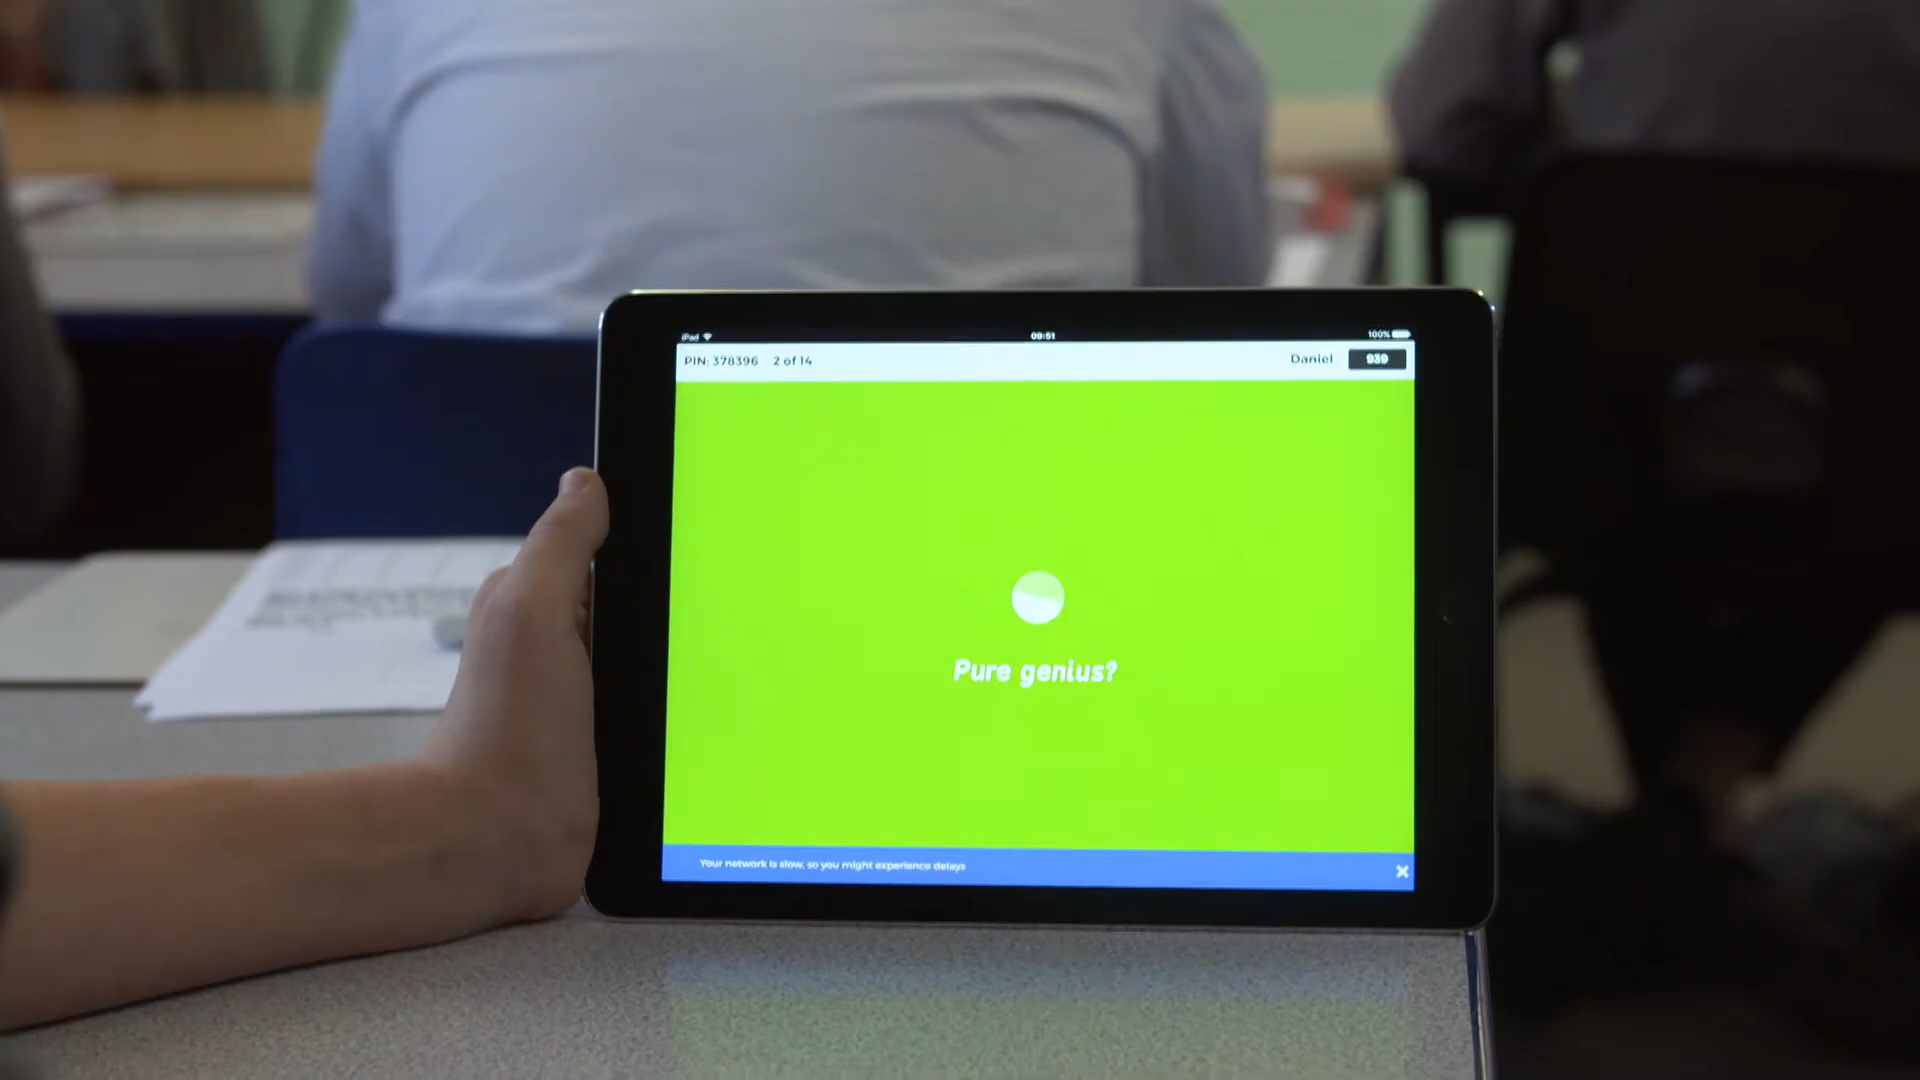 iPad 09:51 100%
PIN: 378396 2 of 14 Daniel 939
Pure genius?
Your network is slow, so you might experience delays